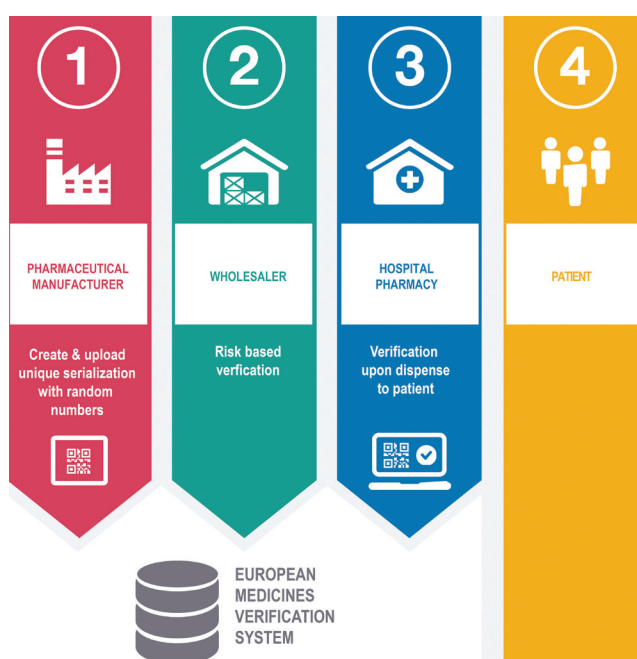 1
PHARMACEUTICAL
MANUFACTURER
Create & upload
unique serialization
with random
numbers
2
WHOLESALER
Risk based
verfication
3
HOSPITAL
PHARMACY
Verification
upon dispense
to patient
4
PATIENT
EUROPEAN
MEDICINES
VERIFICATION
SYSTEM